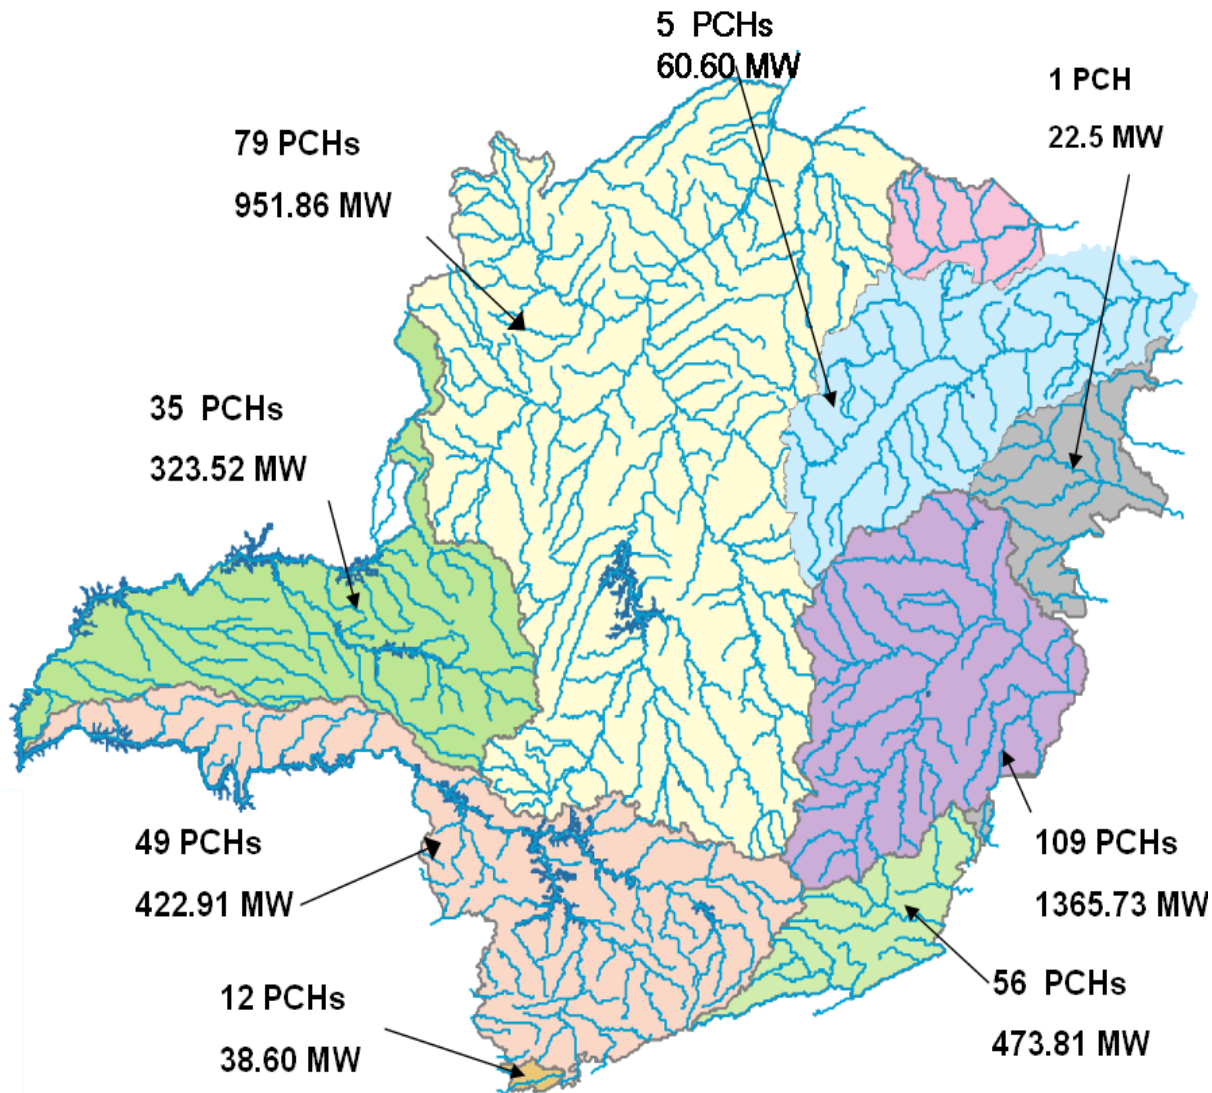 5 PCHs
60.60 MW
1 PCH
22.5 MW
79 PCHs
951.86 MW
35 PCHs
323.52 MW
49 PCHs
422.91 MW
109 PCHs
1365.73 MW
12 PCHs
38.60 MW
56 PCHs
473.81 MW